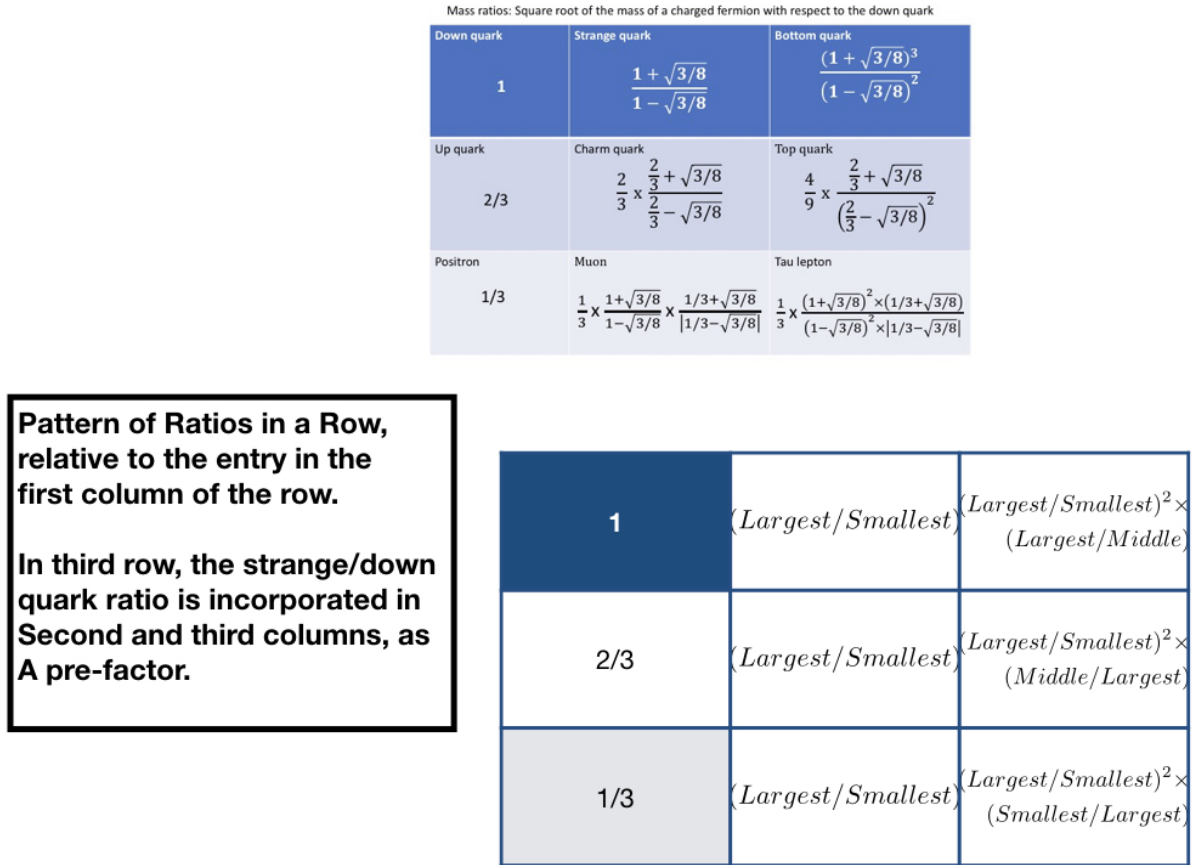 Mass ratios: Square root of the mass of a charged fermion with respect to the down quark
Down quark
1
Strange quark
(1 + √3/8) / (1 − √3/8)
Bottom quark
(1 + √3/8)³ / (1 − √3/8)²
Up quark
2/3
Charm quark
2/3 x (2/3 + √3/8) / (2/3 − √3/8)
Top quark
4/9 x (2/3 + √3/8) / (2/3 − √3/8)²
Positron
1/3
Muon
1/3 x (1+√3/8) / (1−√3/8) x (1/3+√3/8) / |1/3−√3/8|
Tau lepton
1/3 x (1+√3/8)²×(1/3+√3/8) / (1−√3/8)²×|1/3−√3/8|
Pattern of Ratios in a Row,
relative to the entry in the
first column of the row.
In third row, the strange/down
quark ratio is incorporated in
Second and third columns, as
A pre-factor.
1
(Largest/Smallest)
(Largest/Smallest)²×
(Largest/Middle)
2/3
(Largest/Smallest)
(Largest/Smallest)²×
(Middle/Largest)
1/3
(Largest/Smallest)
(Largest/Smallest)²×
(Smallest/Largest)